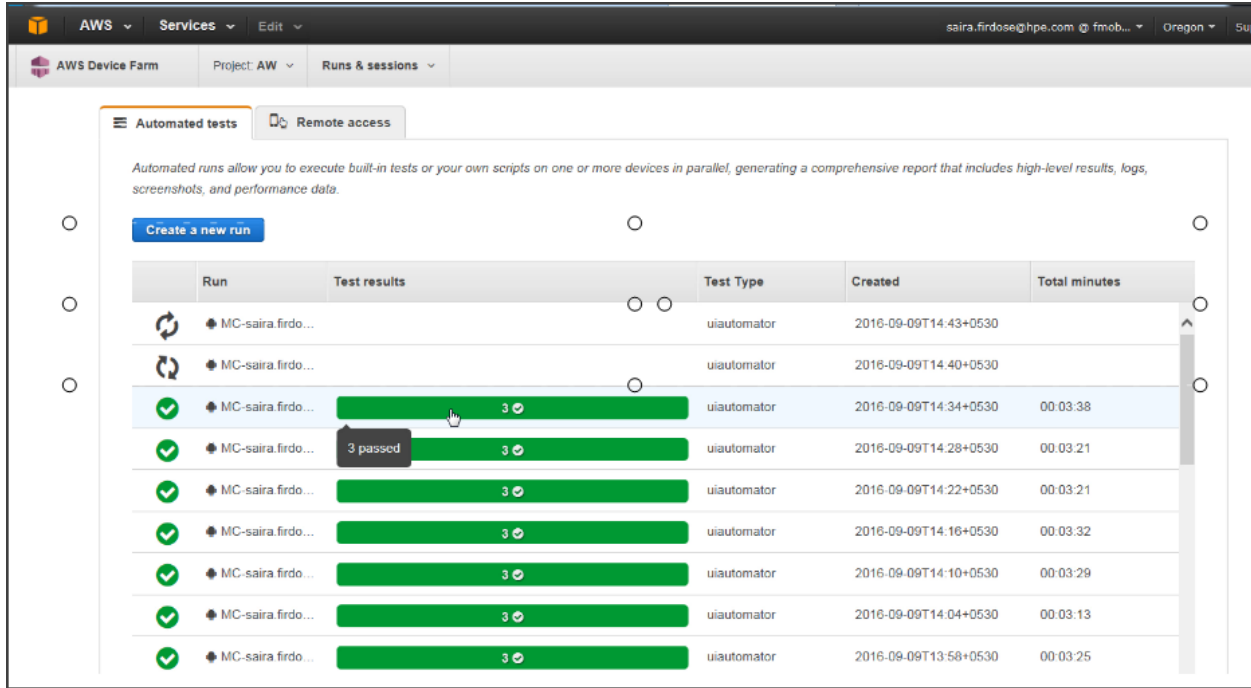 AWS Services Edit saira.firdose@hpe.com @ fmob... Oregon
AWS Device Farm Project: AW Runs & sessions
Automated tests Remote access
Automated runs allow you to execute built-in tests or your own scripts on one or more devices in parallel, generating a comprehensive report that includes high-level results, logs,
screenshots, and performance data.
Create a new run
Run Test results Test Type Created Total minutes
MC-saira.firdo... uiautomator 2016-09-09T14:43+0530
MC-saira.firdo... uiautomator 2016-09-09T14:40+0530
MC-saira.firdo... 3 uiautomator 2016-09-09T14:34+0530 00:03:38
MC-saira.firdo... 3 passed 3 uiautomator 2016-09-09T14:28+0530 00:03:21
MC-saira.firdo... 3 uiautomator 2016-09-09T14:22+0530 00:03:21
MC-saira.firdo... 3 uiautomator 2016-09-09T14:16+0530 00:03:32
MC-saira.firdo... 3 uiautomator 2016-09-09T14:10+0530 00:03:29
MC-saira.firdo... 3 uiautomator 2016-09-09T14:04+0530 00:03:13
MC-saira.firdo... 3 uiautomator 2016-09-09T13:58+0530 00:03:25